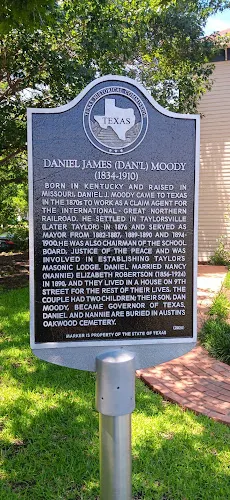 TEXAS HISTORICAL COMMISSION
TEXAS
DANIEL JAMES (DAN'L) MOODY
(1834-1910)
BORN IN KENTUCKY AND RAISED IN
MISSOURI, DANIEL J. MOODY CAME TO TEXAS
IN THE 1870s TO WORK AS A CLAIM AGENT FOR
THE INTERNATIONAL - GREAT NORTHERN
RAILROAD. HE SETTLED IN TAYLORSVILLE
(LATER TAYLOR) IN 1876 AND SERVED AS
MAYOR FROM 1882-1887, 1889-1890 AND 1894-
1900. HE WAS ALSO CHAIRMAN OF THE SCHOOL
BOARD, JUSTICE OF THE PEACE AND WAS
INVOLVED IN ESTABLISHING TAYLOR'S
MASONIC LODGE. DANIEL MARRIED NANCY
(NANNIE) ELIZABETH ROBERTSON (1856-1954)
IN 1890, AND THEY LIVED IN A HOUSE ON 9TH
STREET FOR THE REST OF THEIR LIVES. THE
COUPLE HAD TWO CHILDREN; THEIR SON, DAN
MOODY, BECAME GOVERNOR OF TEXAS.
DANIEL AND NANNIE ARE BURIED IN AUSTIN'S
OAKWOOD CEMETERY.
MARKER IS PROPERTY OF THE STATE OF TEXAS